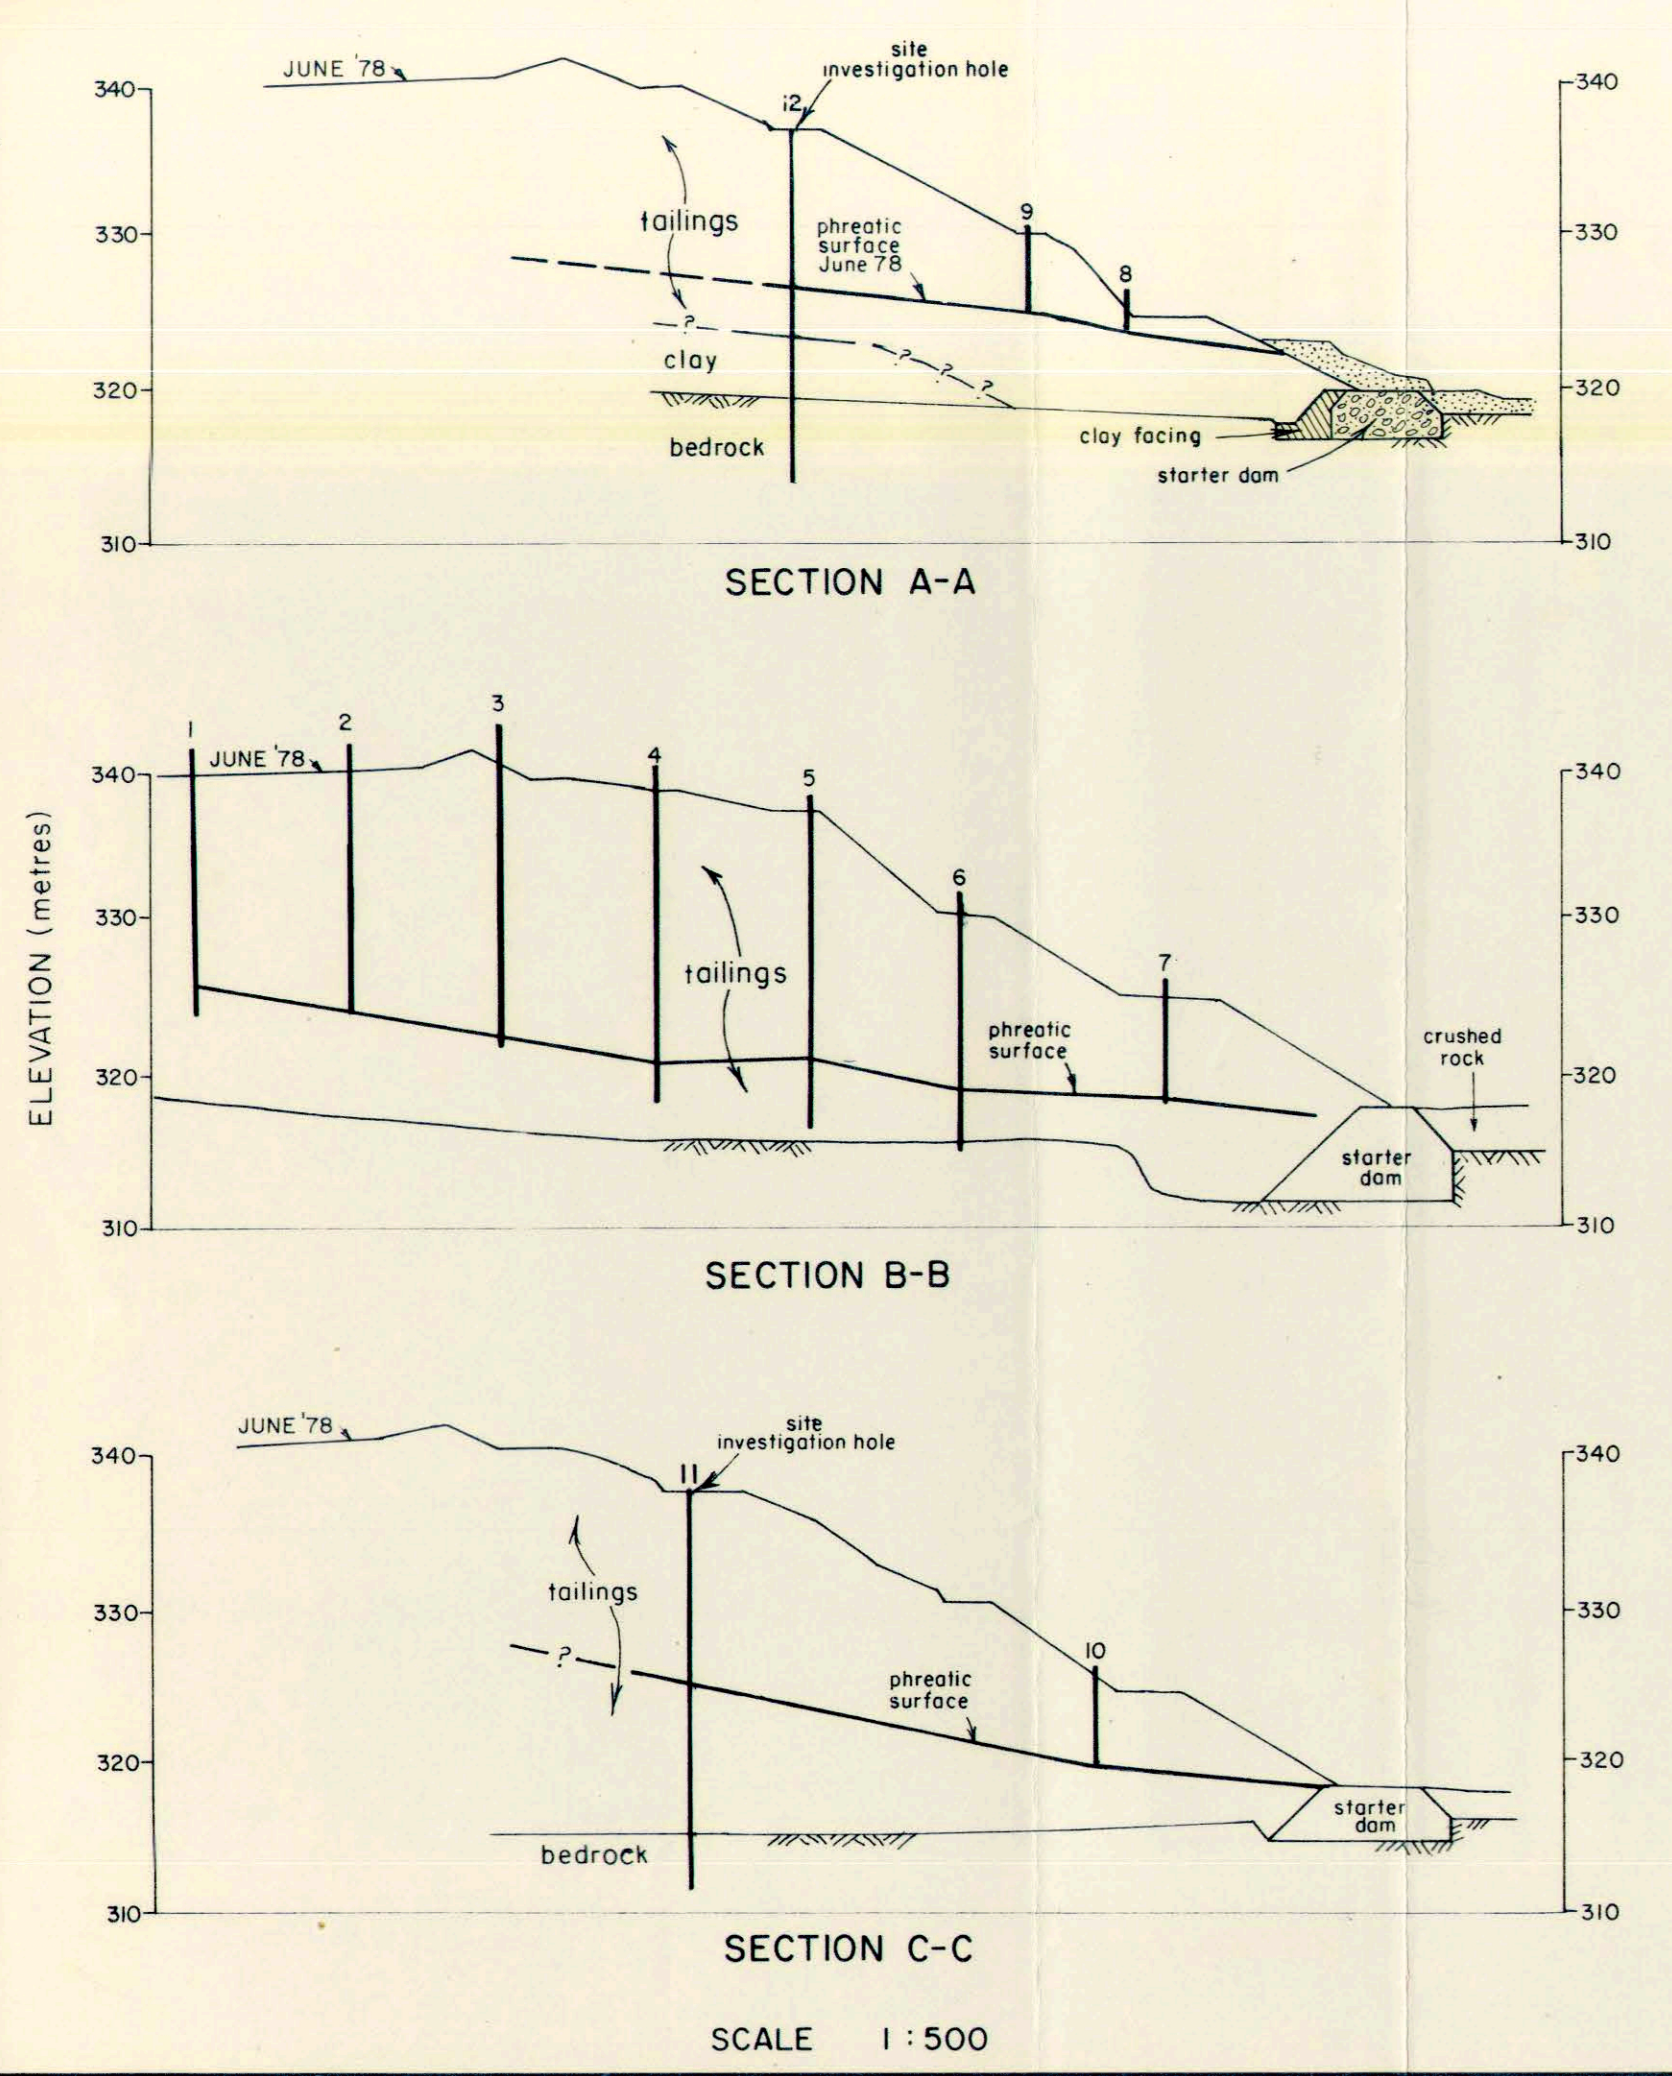 site
investigation hole
JUNE '78
12
340
340
9
tailings
phreatic
surface
June 78
330
330
8
?
clay
?
?
?
320
320
bedrock
clay facing
starter dam
310
310
SECTION A-A
1
2
3
JUNE '78
4
5
340
340
6
330
330
7
tailings
phreatic
surface
crushed
rock
320
320
starter
dam
310
310
SECTION B-B
ELEVATION (metres)
JUNE '78
site
investigation hole
11
340
340
tailings
330
330
?
10
phreatic
surface
320
320
starter
dam
bedrock
310
310
SECTION C-C
SCALE 1 : 500